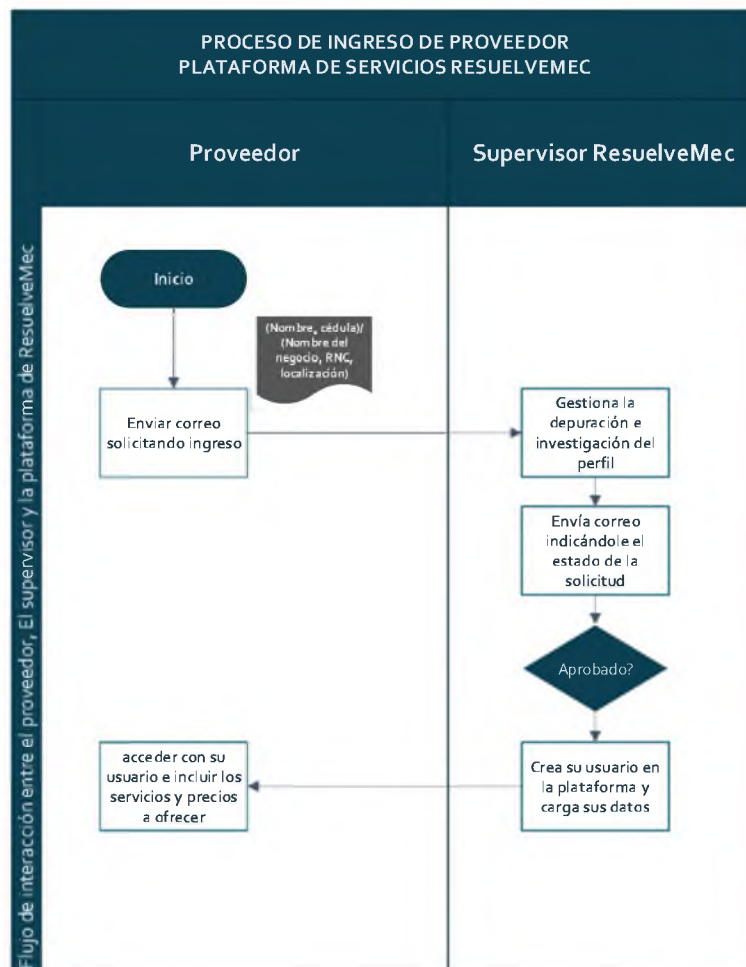 PROCESO DE INGRESO DE PROVEEDOR
PLATAFORMA DE SERVICIOS RESUELVEMEC
Proveedor
Supervisor ResuelveMec
Flujo de interacción entre el proveedor, El supervisor y la plataforma de ResuelveMec
Inicio
(Nombre, cédula)/
(Nombre del
negocio, RNC,
localización)
Enviar correo
solicitando ingreso
Gestiona la
depuración e
investigación del
perfil
Envía correo
indicándole el
estado de la
solicitud
Aprobado?
Crea su usuario en
la plataforma y
carga sus datos
acceder con su
usuario e incluir los
servicios y precios
a ofrecer